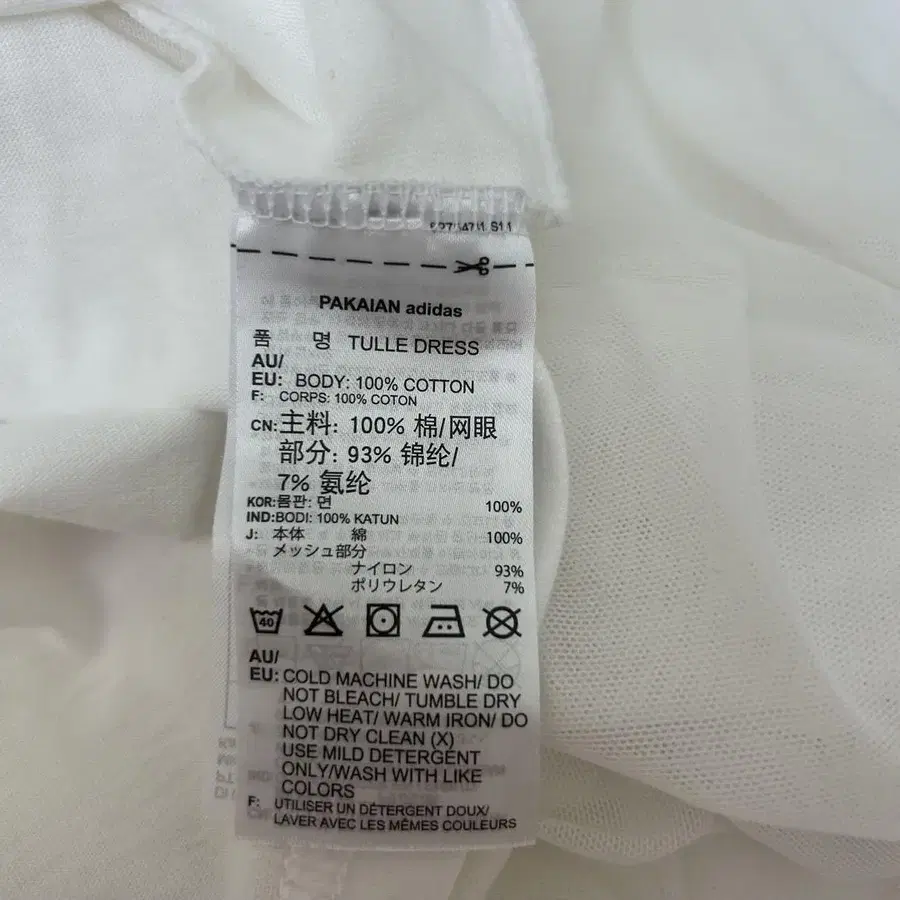 PAKAIAN adidas
품 명 TULLE DRESS
AU/
EU: BODY: 100% COTTON
F: CORPS: 100% COTON
CN: 主料: 100% 棉/网眼
部分: 93% 锦纶/
7% 氨纶
KOR: 몸판: 면 100%
IND: BODI: 100% KATUN
J: 本体 綿 100%
メッシュ部分
ナイロン 93%
ポリウレタン 7%
40
AU/
EU: COLD MACHINE WASH/ DO
NOT BLEACH/ TUMBLE DRY
LOW HEAT/ WARM IRON/ DO
NOT DRY CLEAN (X)
USE MILD DETERGENT
ONLY/WASH WITH LIKE
COLORS
F: UTILISER UN DÉTERGENT DOUX/
LAVER AVEC LES MÊMES COULEURS